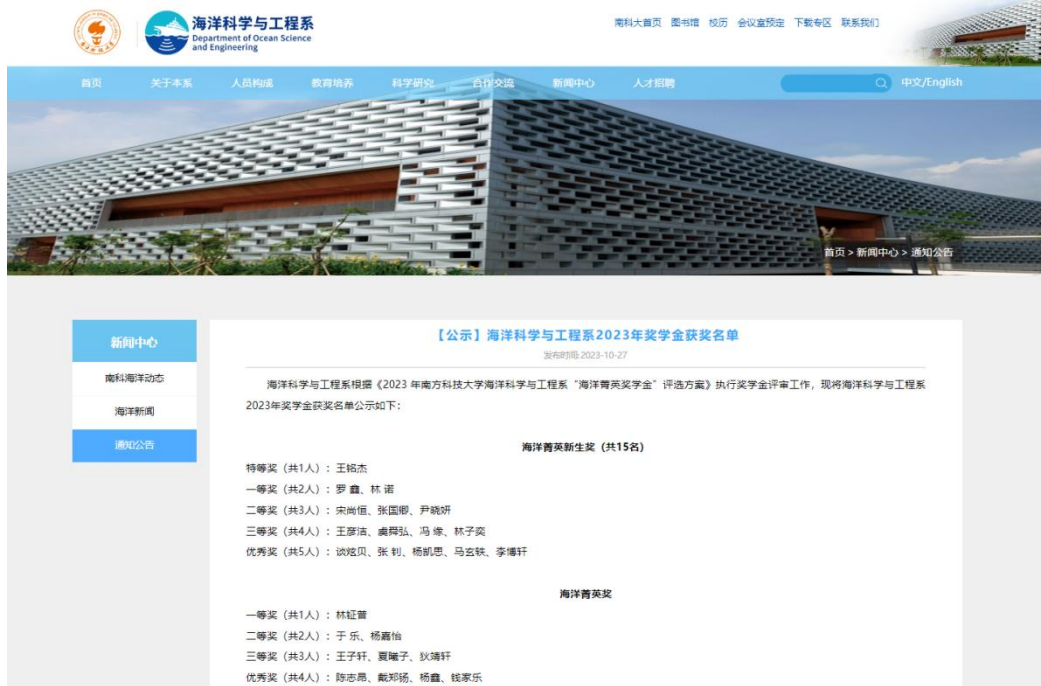 海洋科学与工程系
Department of Ocean Science
and Engineering
南科大首页 图书馆 校历 会议室预定 下载专区 联系我们
首页 关于本系 人员构成 教育培养 科学研究 合作交流 新闻中心 人才招聘 中文/English
首页 > 新闻中心 > 通知公告
新闻中心
南科海洋动态
海洋新闻
通知公告
【公示】海洋科学与工程系2023年奖学金获奖名单
发布时间:2023-10-27
海洋科学与工程系根据《2023 年南方科技大学海洋科学与工程系“海洋菁英奖学金”评选方案》执行奖学金评审工作，现将海洋科学与工程系
2023年奖学金获奖名单公示如下：
海洋菁英新生奖（共15名）
特等奖（共1人）：王铭杰
一等奖（共2人）：罗 鑫、林 诺
二等奖（共3人）：宋尚恒、张国卿、尹晓妍
三等奖（共4人）：王彦洁、虞舜弘、冯 缘、林子奕
优秀奖（共5人）：谈炫贝、张 钊、杨凯思、马玄轶、李博轩
海洋菁英奖
一等奖（共1人）：林钲普
二等奖（共2人）：于 乐、杨嘉怡
三等奖（共3人）：王子轩、夏曦子、狄靖轩
优秀奖（共4人）：陈志昂、戴郑扬、杨鑫、钱家乐